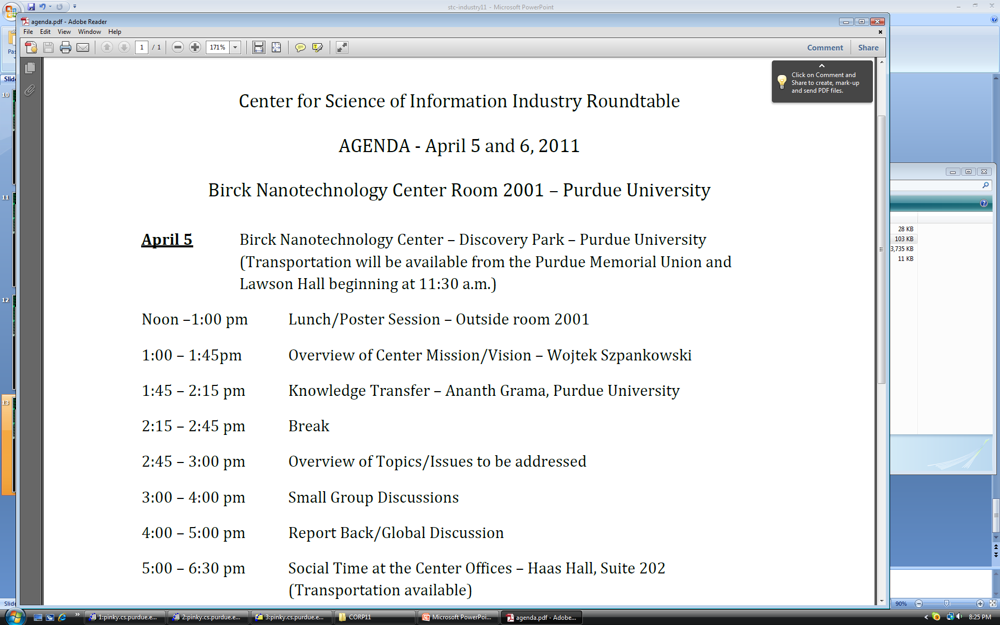 stc-industry11 - Microsoft PowerPoint
agenda.pdf - Adobe Reader
File Edit View Window Help
1 / 1 171% Comment Share
Click on Comment and
Share to create, mark-up
and send PDF files.
Slide
10
11
12
13
Center for Science of Information Industry Roundtable
AGENDA - April 5 and 6, 2011
Birck Nanotechnology Center Room 2001 – Purdue University
April 5 Birck Nanotechnology Center – Discovery Park – Purdue University
(Transportation will be available from the Purdue Memorial Union and
Lawson Hall beginning at 11:30 a.m.)
Noon –1:00 pm Lunch/Poster Session – Outside room 2001
1:00 – 1:45pm Overview of Center Mission/Vision – Wojtek Szpankowski
1:45 – 2:15 pm Knowledge Transfer – Ananth Grama, Purdue University
2:15 – 2:45 pm Break
2:45 – 3:00 pm Overview of Topics/Issues to be addressed
3:00 – 4:00 pm Small Group Discussions
4:00 – 5:00 pm Report Back/Global Discussion
5:00 – 6:30 pm Social Time at the Center Offices – Haas Hall, Suite 202
(Transportation available)
28 KB
103 KB
3,735 KB
11 KB
Slide
90%
1:pinky.cs.purdue.e... 2:pinky.cs.purdue.e... 3:pinky.cs.purdue.e... CORP11 Microsoft PowerPoi... agenda.pdf - Adobe... 8:25 PM